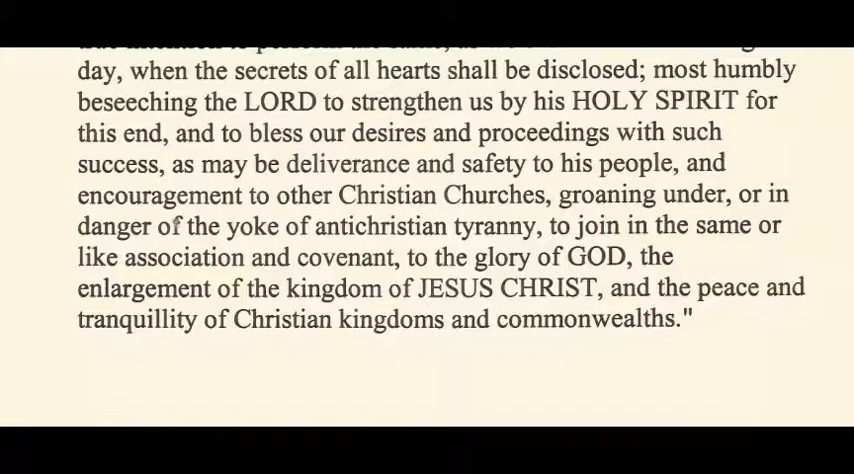 day, when the secrets of all hearts shall be disclosed; most humbly
beseeching the LORD to strengthen us by his HOLY SPIRIT for
this end, and to bless our desires and proceedings with such
success, as may be deliverance and safety to his people, and
encouragement to other Christian Churches, groaning under, or in
danger of the yoke of antichristian tyranny, to join in the same or
like association and covenant, to the glory of GOD, the
enlargement of the kingdom of JESUS CHRIST, and the peace and
tranquillity of Christian kingdoms and commonwealths."